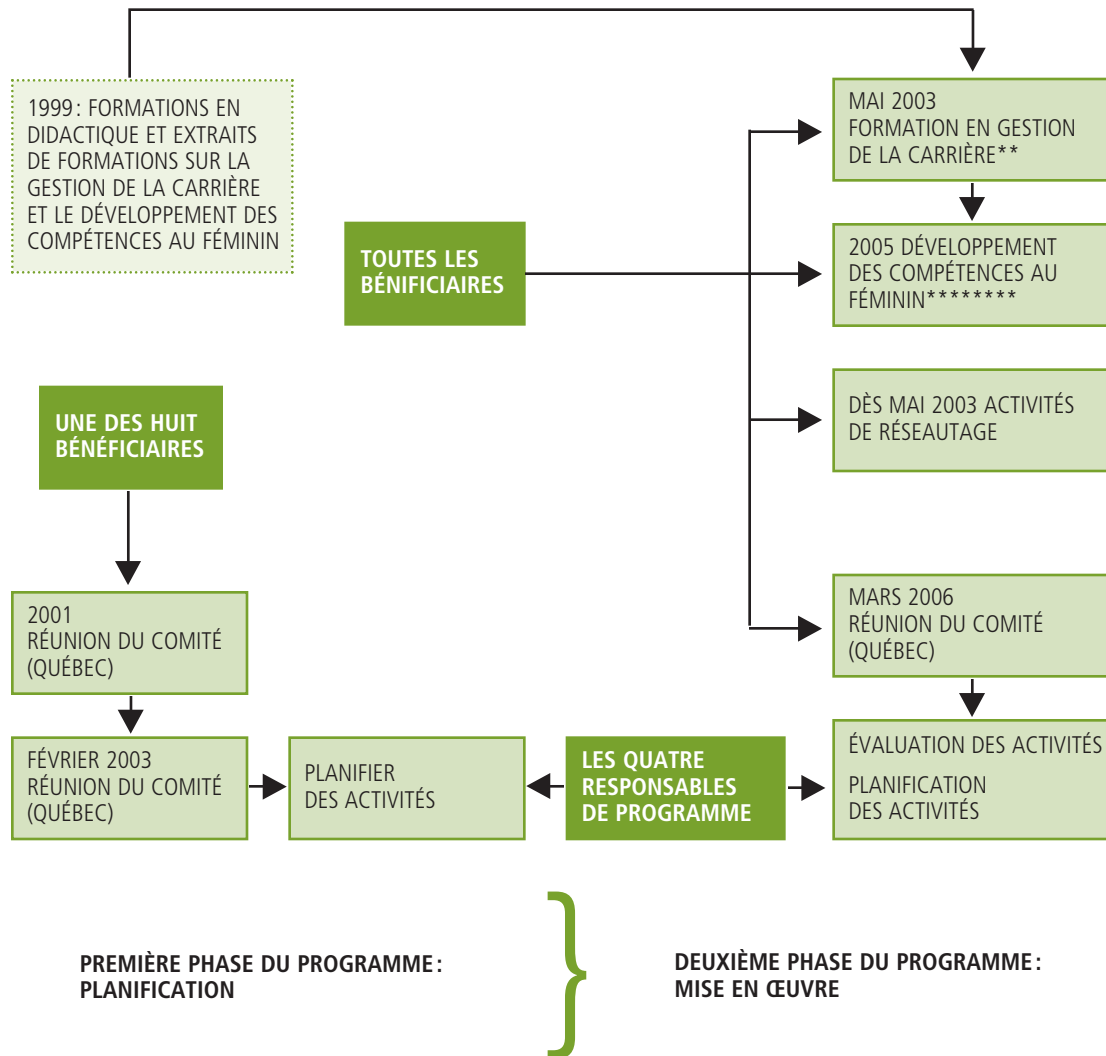 1999 : FORMATIONS EN
DIDACTIQUE ET EXTRAITS
DE FORMATIONS SUR LA
GESTION DE LA CARRIÈRE
ET LE DÉVELOPPEMENT DES
COMPÉTENCES AU FÉMININ
TOUTES LES
BÉNIFICIAIRES
MAI 2003
FORMATION EN GESTION
DE LA CARRIÈRE**
2005 DÉVELOPPEMENT
DES COMPÉTENCES AU
FÉMININ********
DÈS MAI 2003 ACTIVITÉS
DE RÉSEAUTAGE
UNE DES HUIT
BÉNÉFICIAIRES
2001
RÉUNION DU COMITÉ
(QUÉBEC)
MARS 2006
RÉUNION DU COMITÉ
(QUÉBEC)
FÉVRIER 2003
RÉUNION DU COMITÉ
(QUÉBEC)
PLANIFIER
DES ACTIVITÉS
LES QUATRE
RESPONSABLES
DE PROGRAMME
ÉVALUATION DES ACTIVITÉS
PLANIFICATION
DES ACTIVITÉS
PREMIÈRE PHASE DU PROGRAMME :
PLANIFICATION
}
DEUXIÈME PHASE DU PROGRAMME :
MISE EN ŒUVRE